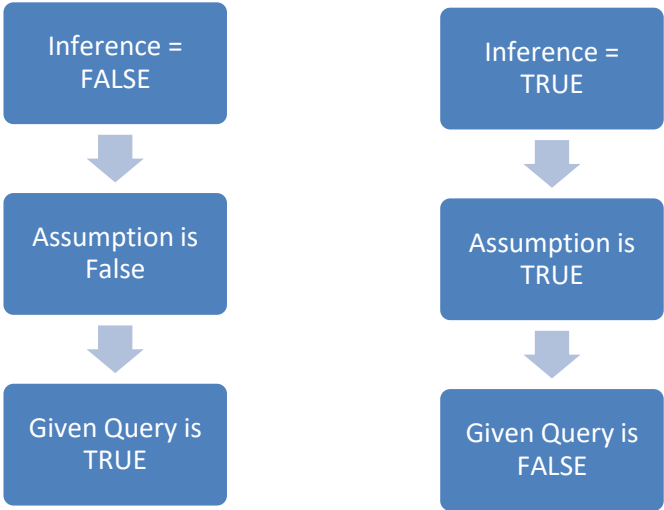 Inference =
FALSE
Assumption is
False
Given Query is
TRUE
Inference =
TRUE
Assumption is
TRUE
Given Query is
FALSE